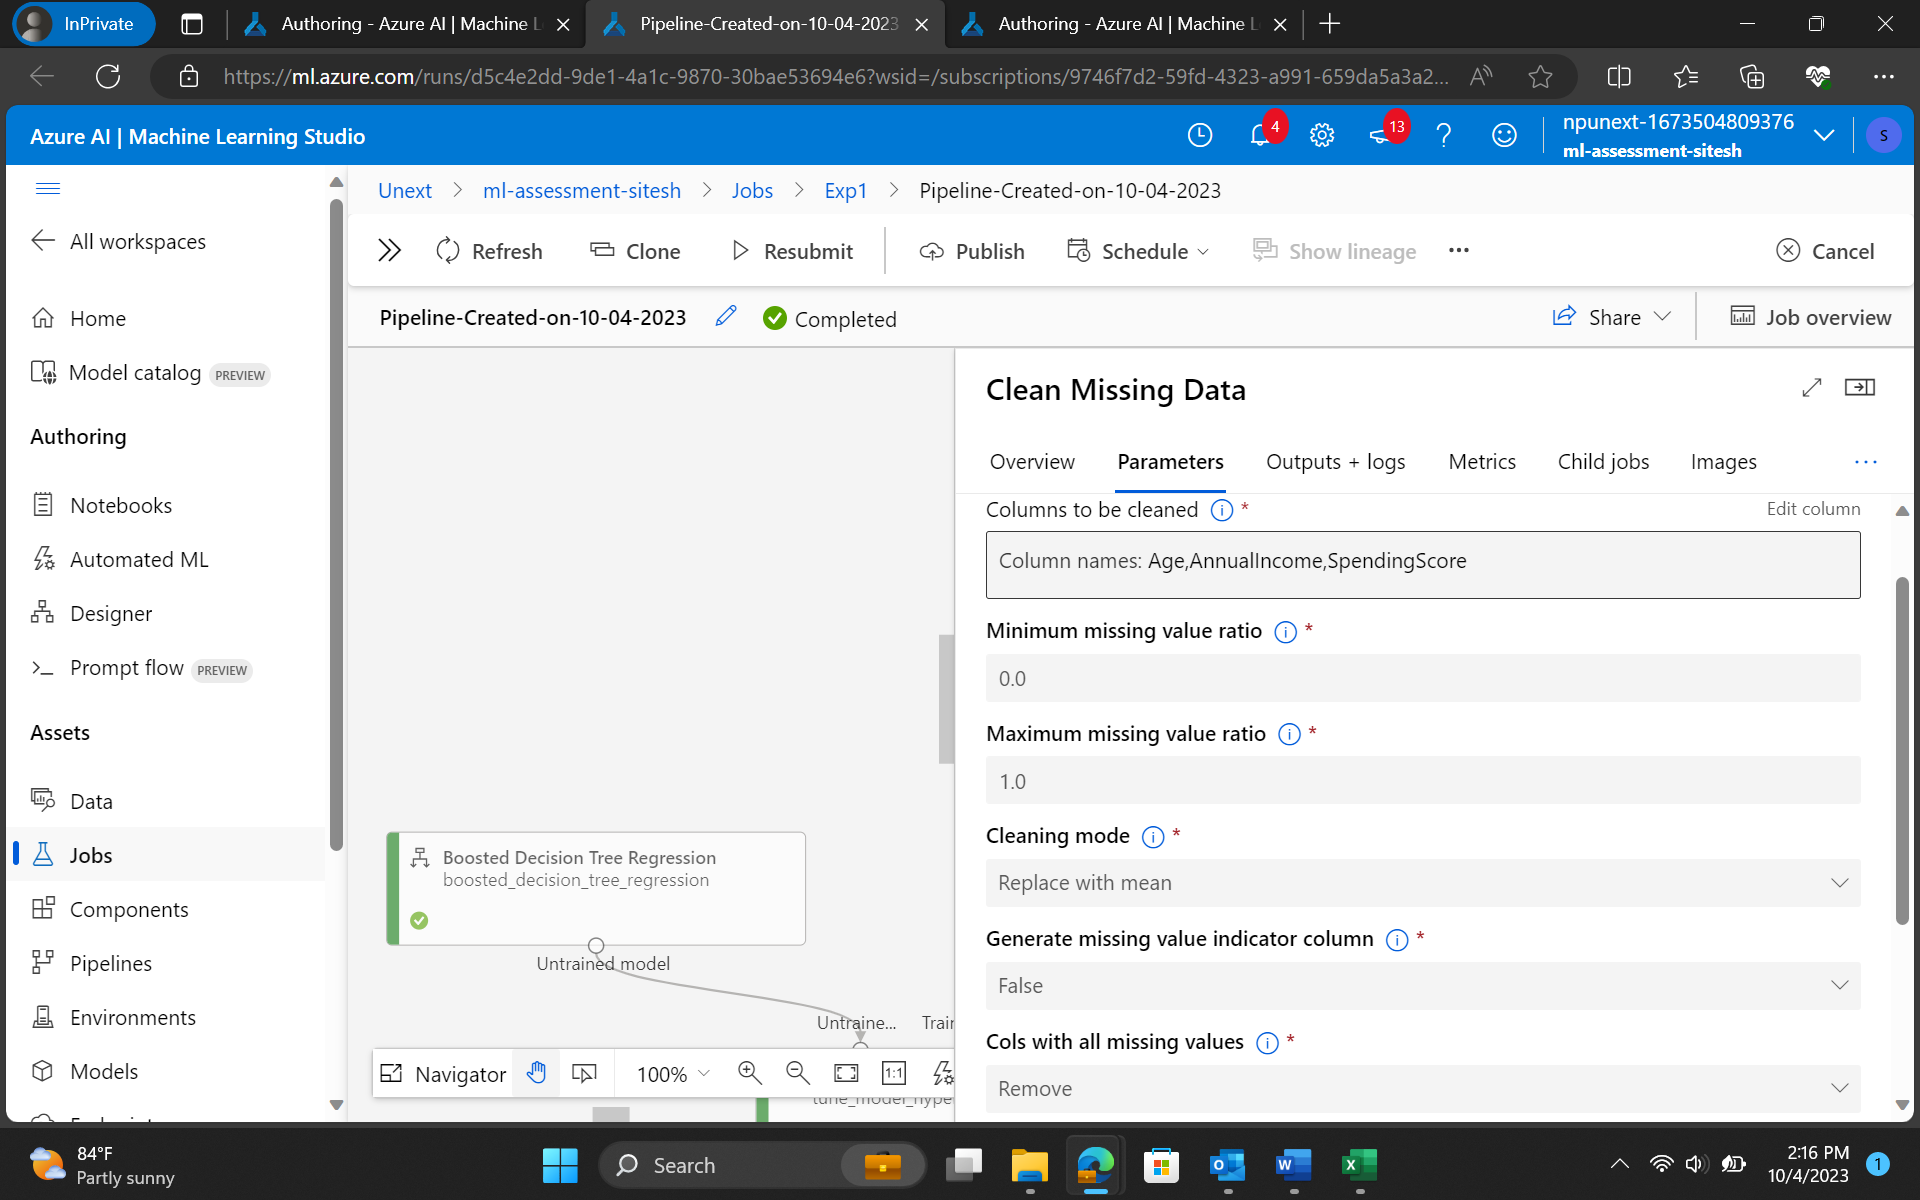 InPrivate
Authoring - Azure AI | Machine L
Pipeline-Created-on-10-04-2023
Authoring - Azure AI | Machine L
https://ml.azure.com/runs/d5c4e2dd-9de1-4a1c-9870-30bae53694e6?wsid=/subscriptions/9746f7d2-59fd-4323-a991-659da5a3a2...
Azure AI | Machine Learning Studio
4
13
npunext-1673504809376
ml-assessment-sitesh
S
Unext > ml-assessment-sitesh > Jobs > Exp1 > Pipeline-Created-on-10-04-2023
All workspaces
Refresh
Clone
Resubmit
Publish
Schedule
Show lineage
Cancel
Pipeline-Created-on-10-04-2023
Completed
Share
Job overview
Home
Model catalog PREVIEW
Authoring
Notebooks
Automated ML
Designer
Prompt flow PREVIEW
Assets
Data
Jobs
Components
Pipelines
Environments
Models
Boosted Decision Tree Regression
boosted_decision_tree_regression
Untrained model
Untraine...
Train
Navigator
100%
1:1
tune_model_hype
Clean Missing Data
Overview
Parameters
Outputs + logs
Metrics
Child jobs
Images
Columns to be cleaned *
Edit column
Column names: Age,AnnualIncome,SpendingScore
Minimum missing value ratio *
0.0
Maximum missing value ratio *
1.0
Cleaning mode *
Replace with mean
Generate missing value indicator column *
False
Cols with all missing values *
Remove
84°F
Partly sunny
Search
2:16 PM
10/4/2023
1